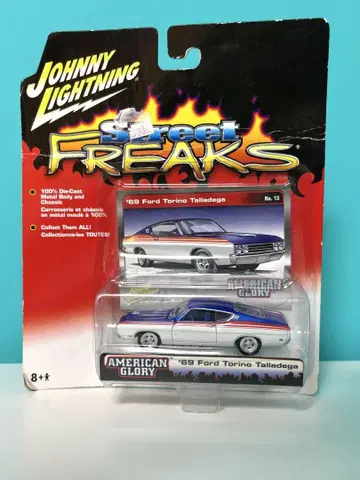 JOHNNY
LIGHTNING
Street
FREAKS
100% Die-Cast
Metal Body and
Chassis
Carrosserie et châssis
en métal moulé à 100%
Collect Them ALL!
Collectionne-les TOUTES!
'69 Ford Torino Talladega
No. 13
AMERICAN
GLORY
AMERICAN
GLORY
'69 Ford Torino Talladega
8+